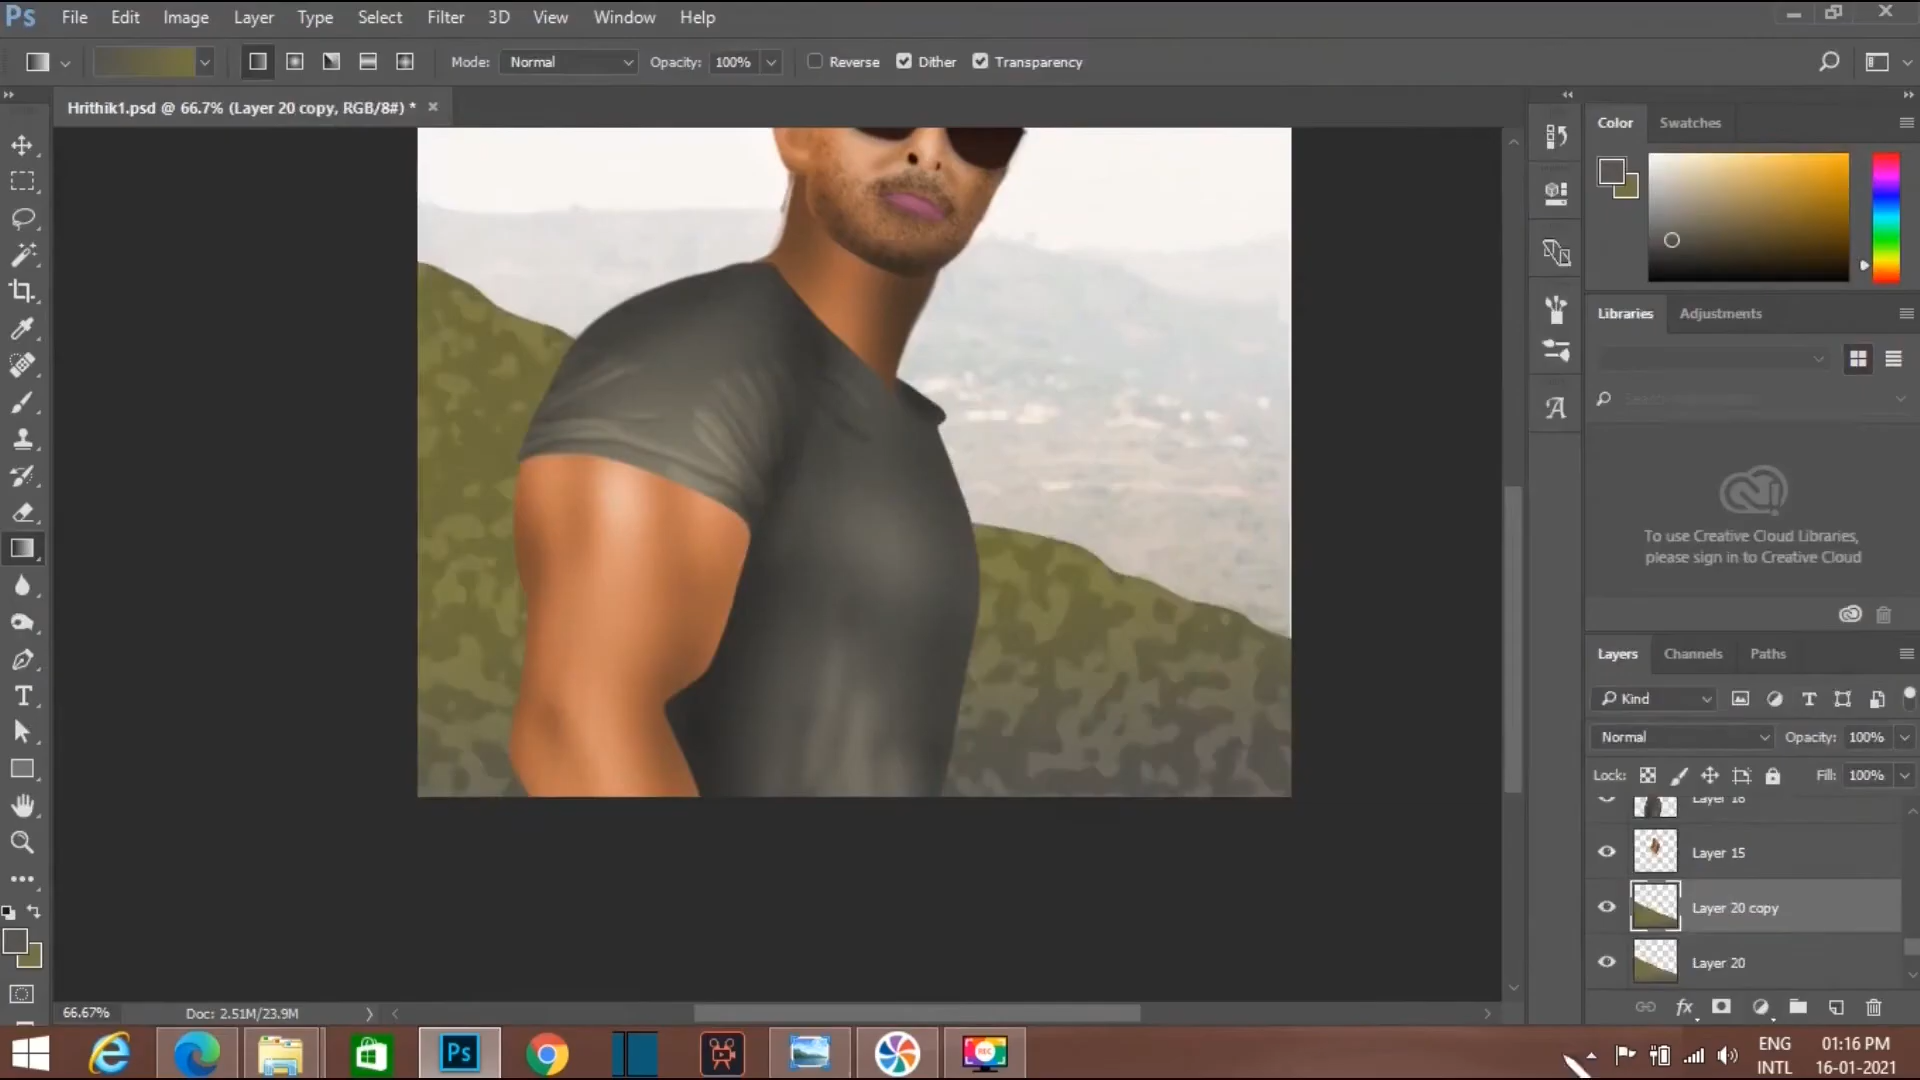 Ps File Edit Image Layer Type Select Filter 3D View Window Help
Mode: Normal Opacity: 100% Reverse Dither Transparency
Hrithik1.psd @ 66.7% (Layer 20 copy, RGB/8#) *
Color Swatches
Libraries Adjustments
To use Creative Cloud Libraries,
please sign in to Creative Cloud
Layers Channels Paths
Kind
Normal Opacity: 100%
Lock: Fill: 100%
Layer 15
Layer 20 copy
Layer 20
66.67% Doc: 2.51M/23.9M
fx
Ps REC ENG 01:16 PM
INTL 16-01-2021